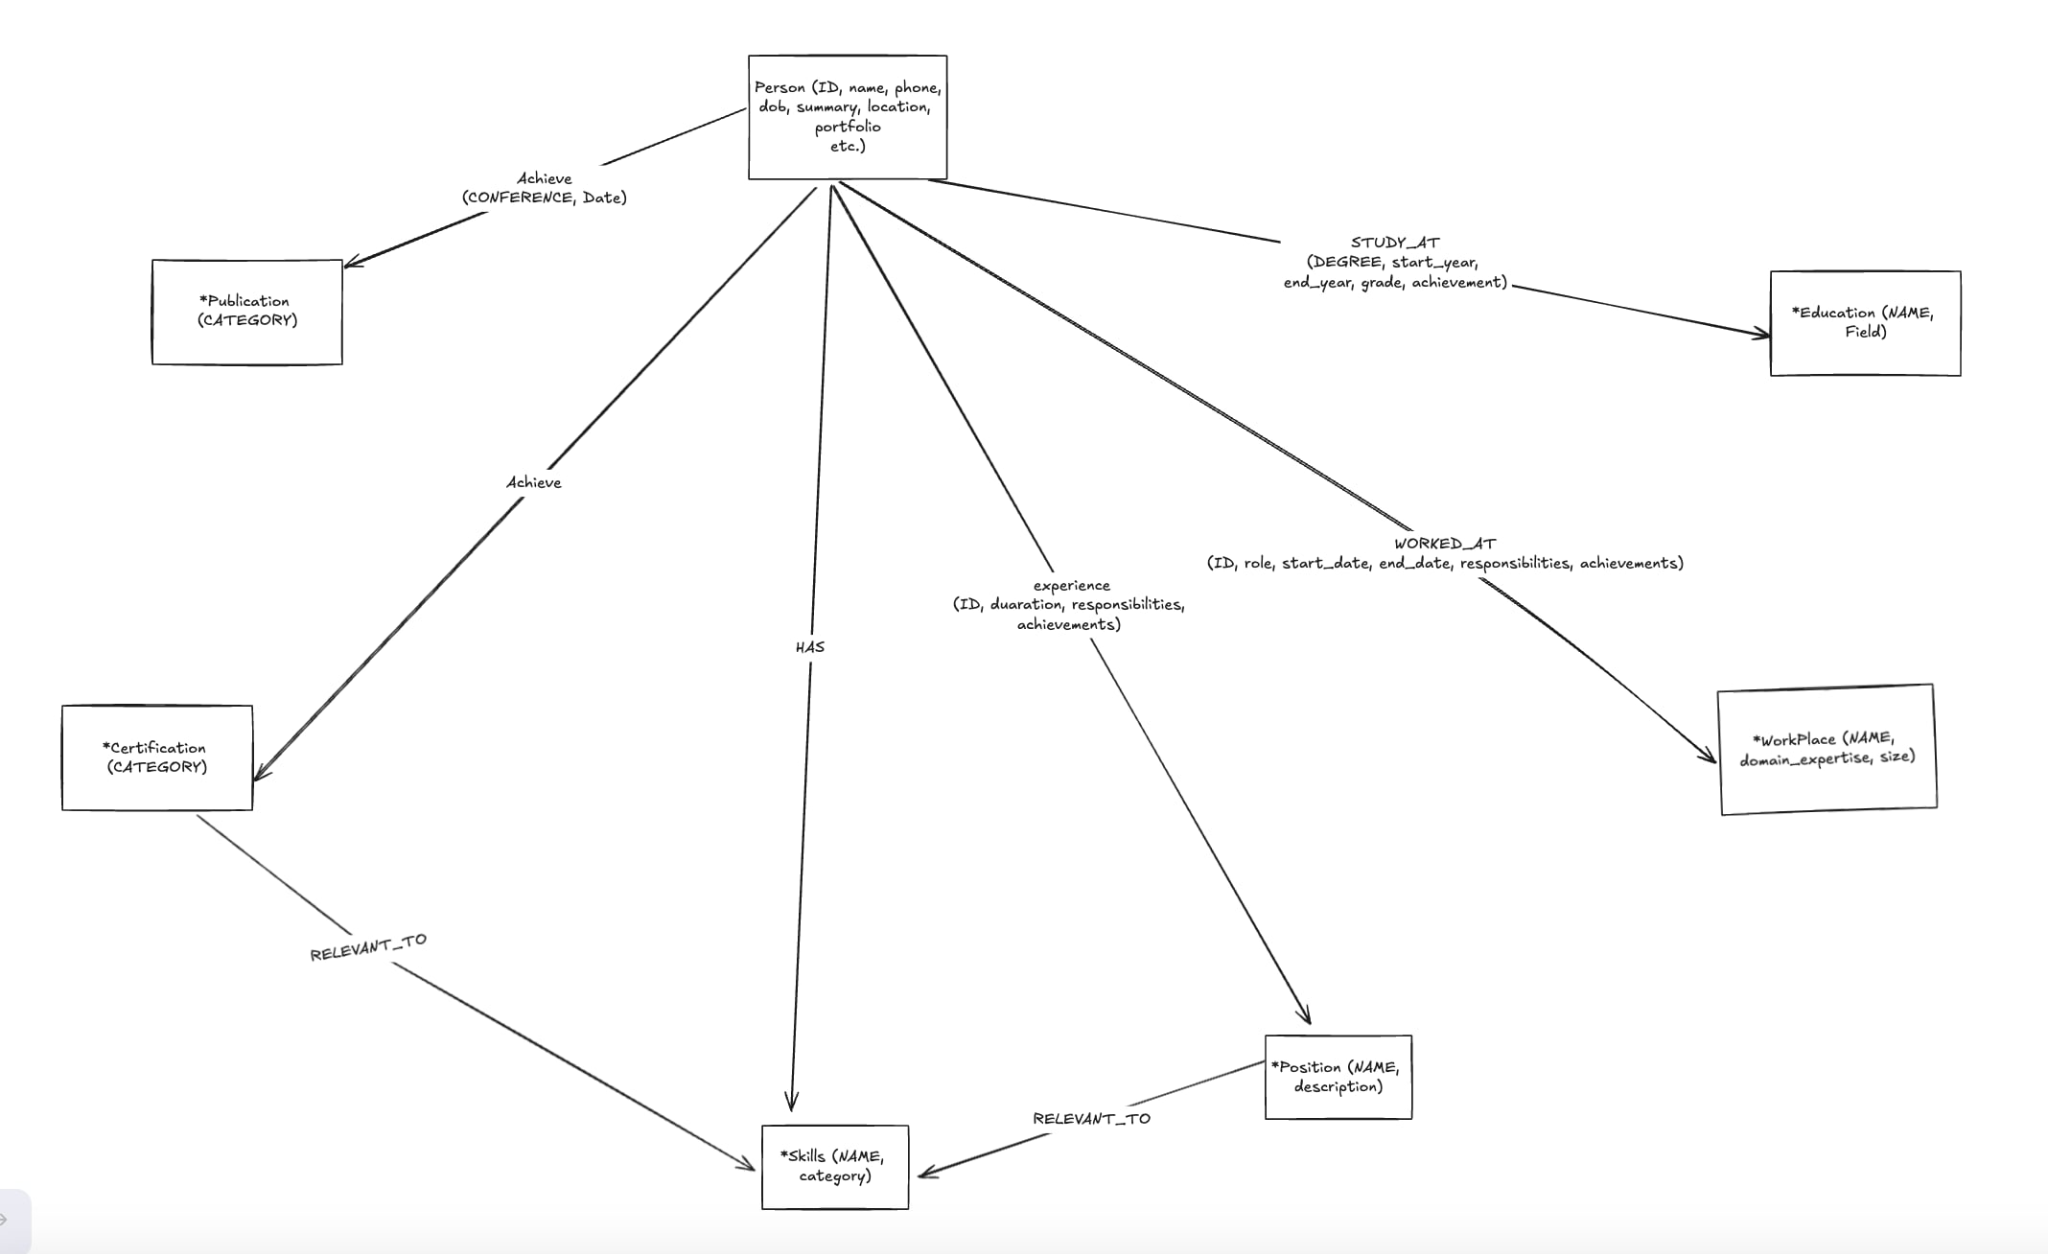 Person (ID, name, phone,
dob, summary, location,
portfolio
etc.)
Achieve
(CONFERENCE, Date)
STUDY_AT
(DEGREE, start_year,
end_year, grade, achievement)
*Publication
(CATEGORY)
*Education (NAME,
Field)
Achieve
WORKED_AT
(ID, role, start_date, end_date, responsibilities, achievements)
experience
(ID, duaration, responsibilities,
achievements)
HAS
*Certification
(CATEGORY)
*WorkPlace (NAME,
domain_expertise, size)
RELEVANT_TO
*Position (NAME,
description)
RELEVANT_TO
*Skills (NAME,
category)